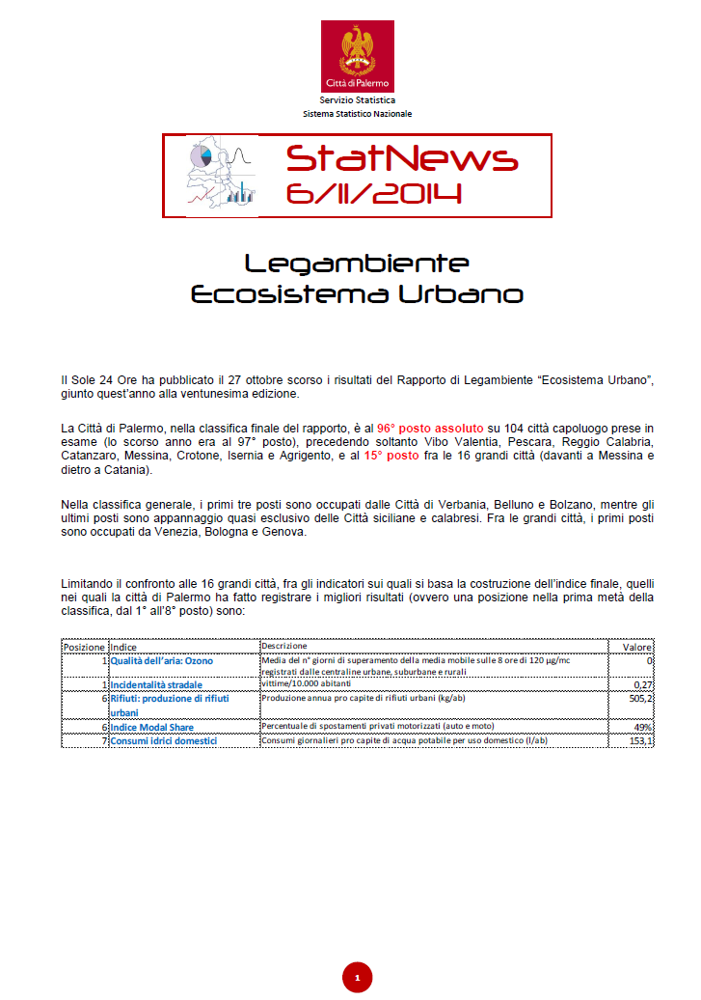 Città di Palermo
Servizio Statistica
Sistema Statistico Nazionale
StatNews
6/11/2014
Legambiente
Ecosistema Urbano
Il Sole 24 Ore ha pubblicato il 27 ottobre scorso i risultati del Rapporto di Legambiente “Ecosistema Urbano”,
giunto quest’anno alla ventunesima edizione.
La Città di Palermo, nella classifica finale del rapporto, è al 96° posto assoluto su 104 città capoluogo prese in
esame (lo scorso anno era al 97° posto), precedendo soltanto Vibo Valentia, Pescara, Reggio Calabria,
Catanzaro, Messina, Crotone, Isernia e Agrigento, e al 15° posto fra le 16 grandi città (davanti a Messina e
dietro a Catania).
Nella classifica generale, i primi tre posti sono occupati dalle Città di Verbania, Belluno e Bolzano, mentre gli
ultimi posti sono appannaggio quasi esclusivo delle Città siciliane e calabresi. Fra le grandi città, i primi posti
sono occupati da Venezia, Bologna e Genova.
Limitando il confronto alle 16 grandi città, fra gli indicatori sui quali si basa la costruzione dell’indice finale, quelli
nei quali la città di Palermo ha fatto registrare i migliori risultati (ovvero una posizione nella prima metà della
classifica, dal 1° all’8° posto) sono:
Posizione Indice Descrizione Valore
1 Qualità dell’aria: Ozono Media del n° giorni di superamento della media mobile sulle 8 ore di 120 µg/mc 0
registrati dalle centraline urbane, suburbane e rurali
1 Incidentalità stradale vittime/10.000 abitanti 0,27
6 Rifiuti: produzione di rifiuti Produzione annua pro capite di rifiuti urbani (kg/ab) 505,2
urbani
6 Indice Modal Share Percentuale di spostamenti privati motorizzati (auto e moto) 49%
7 Consumi idrici domestici Consumi giornalieri pro capite di acqua potabile per uso domestico (l/ab) 153,1
1